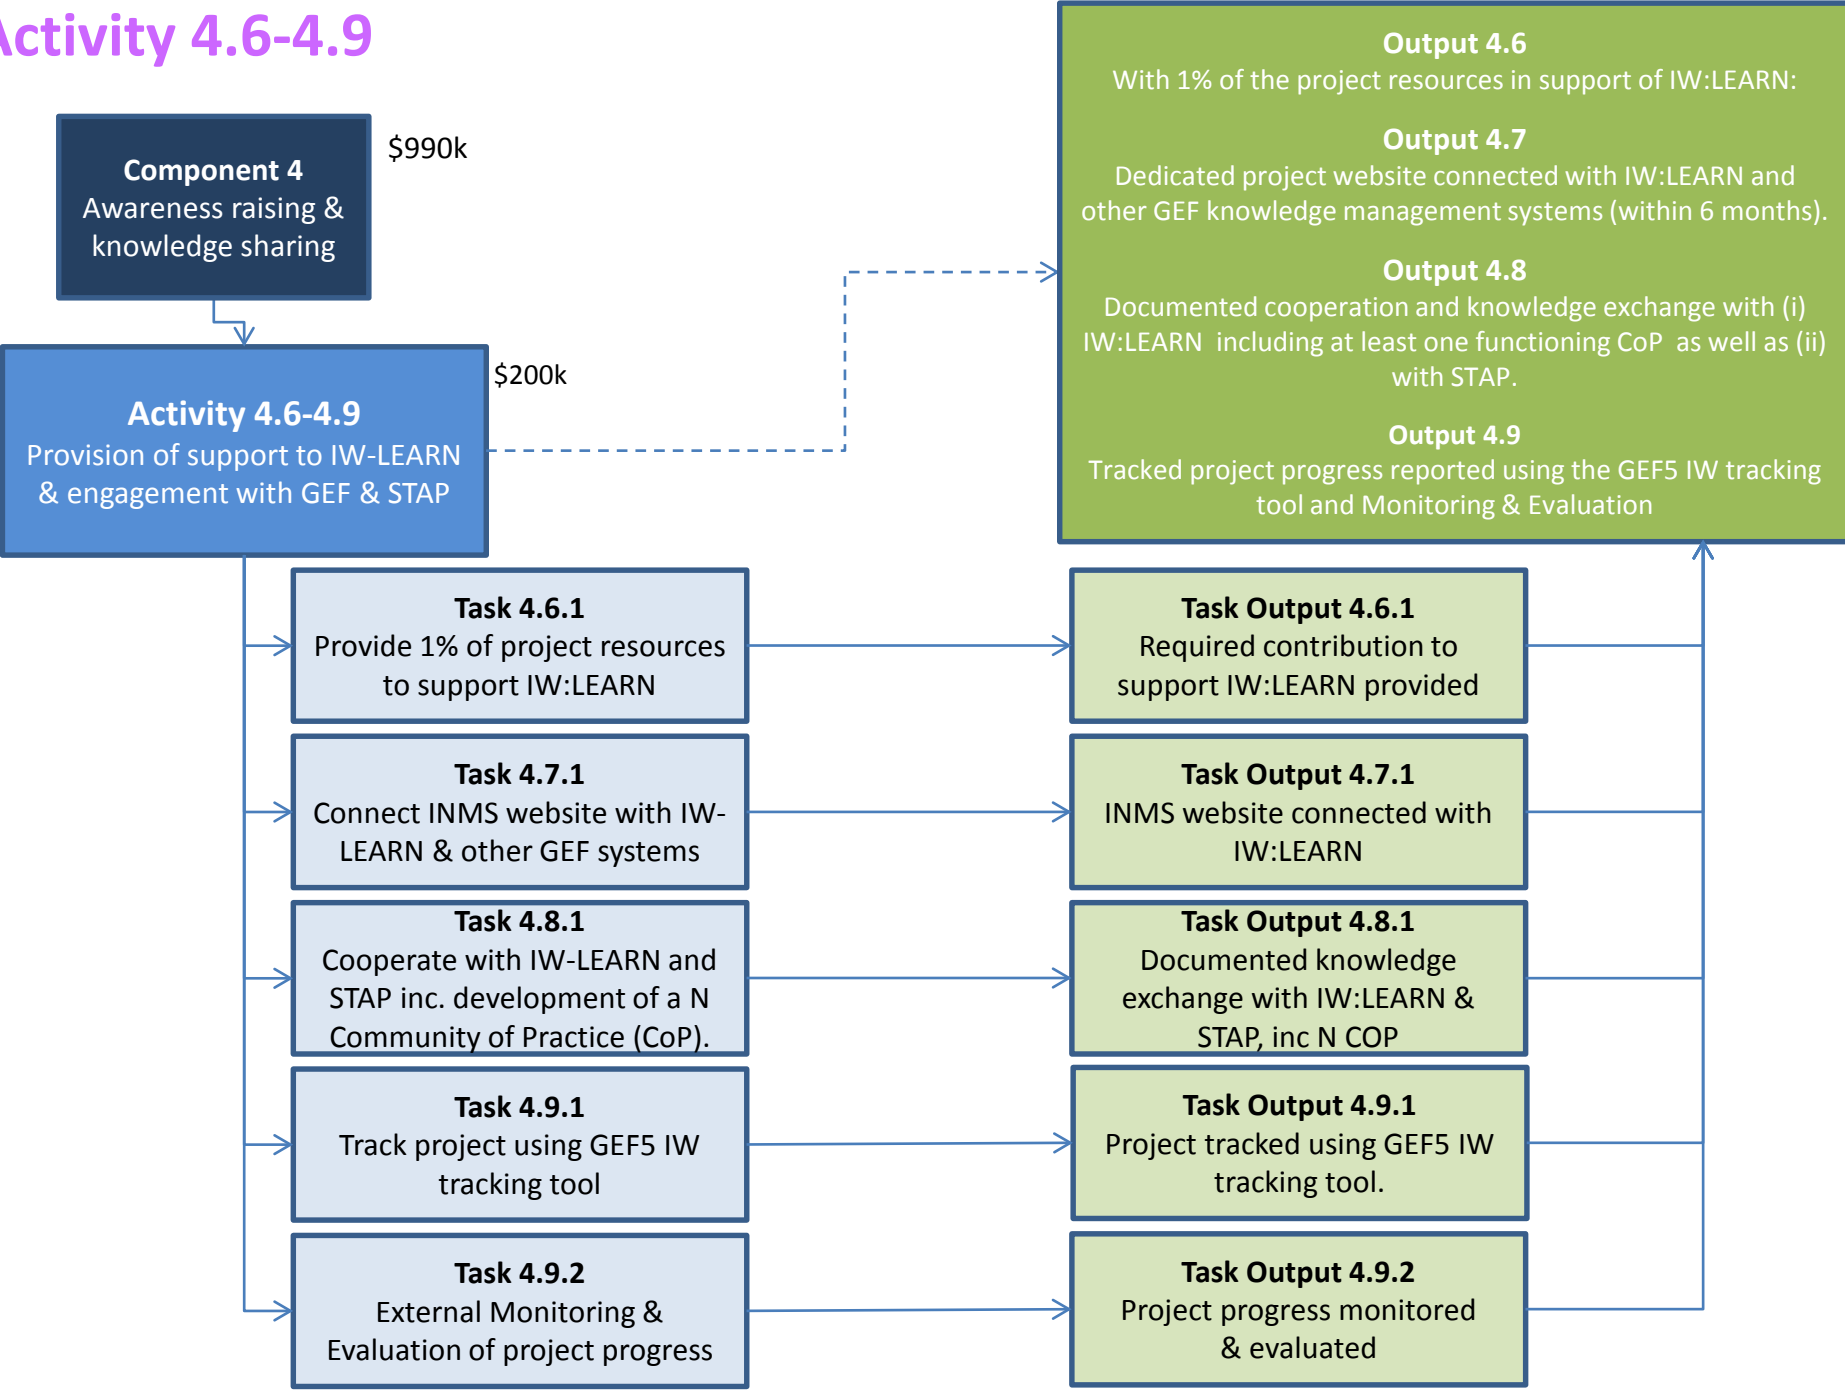 Activity 4.6-4.9
Component 4
Awareness raising &
knowledge sharing
$990k
Activity 4.6-4.9
Provision of support to IW-LEARN
& engagement with GEF & STAP
$200k
Output 4.6
With 1% of the project resources in support of IW:LEARN:
Output 4.7
Dedicated project website connected with IW:LEARN and
other GEF knowledge management systems (within 6 months).
Output 4.8
Documented cooperation and knowledge exchange with (i)
IW:LEARN including at least one functioning CoP as well as (ii)
with STAP.
Output 4.9
Tracked project progress reported using the GEF5 IW tracking
tool and Monitoring & Evaluation
Task 4.6.1
Provide 1% of project resources
to support IW:LEARN
Task Output 4.6.1
Required contribution to
support IW:LEARN provided
Task 4.7.1
Connect INMS website with IW-
LEARN & other GEF systems
Task Output 4.7.1
INMS website connected with
IW:LEARN
Task 4.8.1
Cooperate with IW-LEARN and
STAP inc. development of a N
Community of Practice (CoP).
Task Output 4.8.1
Documented knowledge
exchange with IW:LEARN &
STAP, inc N COP
Task 4.9.1
Track project using GEF5 IW
tracking tool
Task Output 4.9.1
Project tracked using GEF5 IW
tracking tool.
Task 4.9.2
External Monitoring &
Evaluation of project progress
Task Output 4.9.2
Project progress monitored
& evaluated